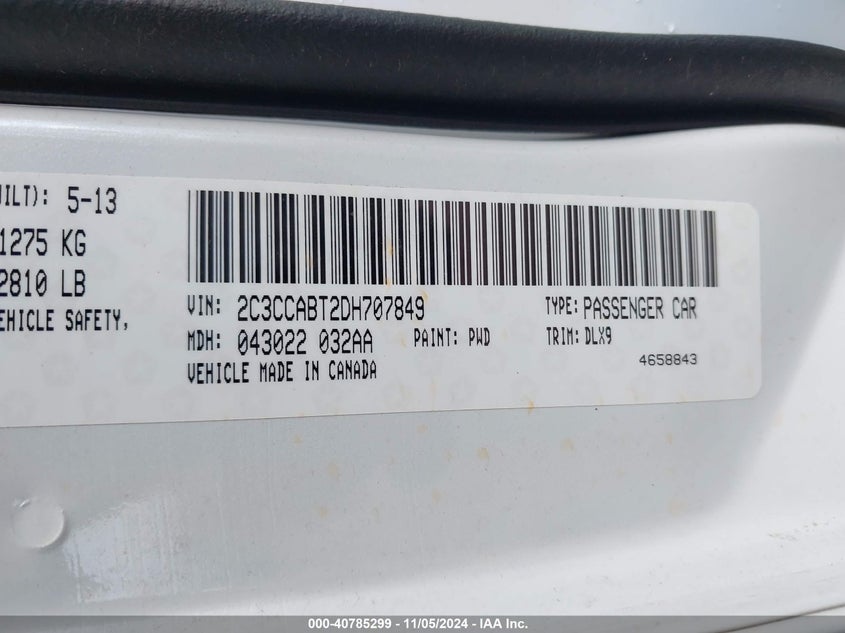 UILT): 5-13
1275 KG
2810 LB
EHICLE SAFETY,
VIN: 2C3CCABT2DH707849 TYPE: PASSENGER CAR
MDH: 043022 032AA PAINT: PWD TRIM: DLX9
VEHICLE MADE IN CANADA 4658843
000-40785299 - 11/05/2024 - IAA Inc.